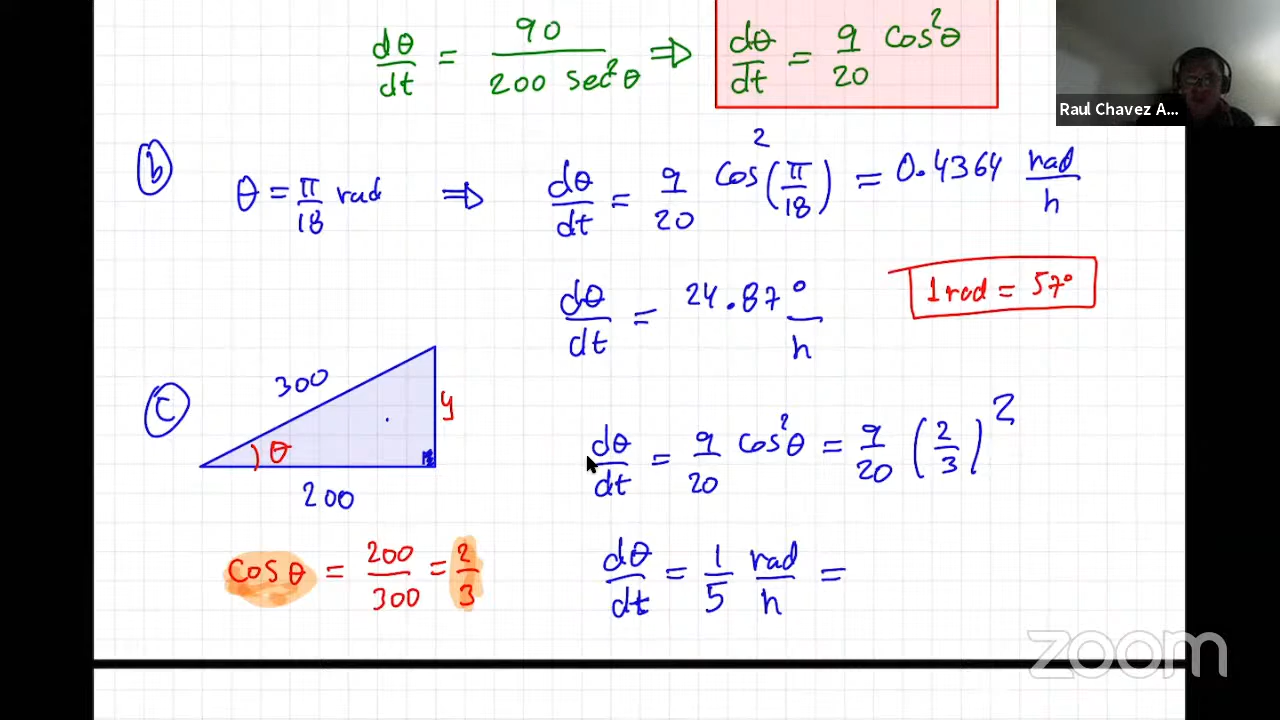 dθ/dt = 90/(200 sec²θ) ⇒ dθ/dt = 9/20 cos²θ
Raul Chavez A...
b
θ = π/18 rad ⇒ dθ/dt = 9/20 cos²(π/18) = 0.4364 rad/h
dθ/dt = 24.87 °/h
1 rad = 57°
c
300
y
θ
200
dθ/dt = 9/20 cos²θ = 9/20 (2/3)²
cos θ = 200/300 = 2/3
dθ/dt = 1/5 rad/h =
zoom